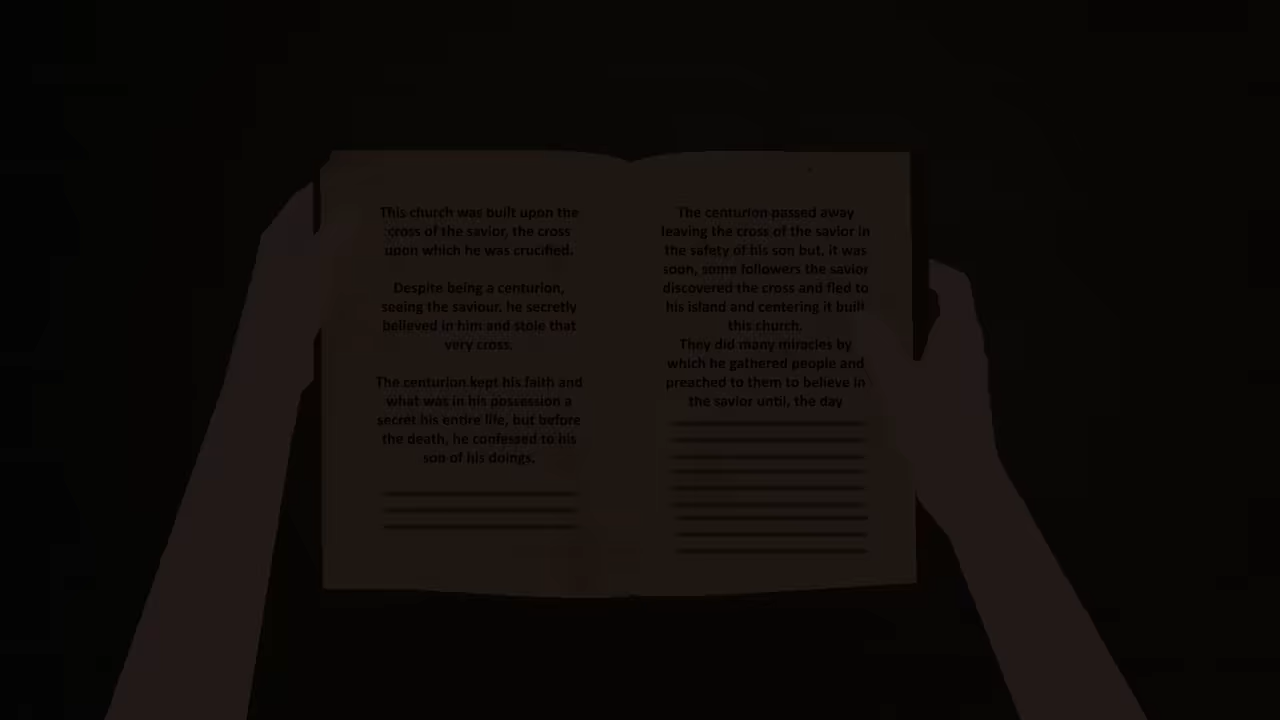 This church was built upon the
cross of the savior, the cross
upon which he was crucified.
Despite being a centurion,
seeing the saviour, he secretly
believed in him and stole that
very cross.
The centurion kept his faith and
what was in his possession a
secret his entire life, but before
the death, he confessed to his
son of his doings.
The centurion passed away
leaving the cross of the savior in
the safety of his son but, it was
soon, some followers the savior
discovered the cross and fled to
his island and centering it built
this church.
They did many miracles by
which he gathered people and
preached to them to believe in
the savior until, the day